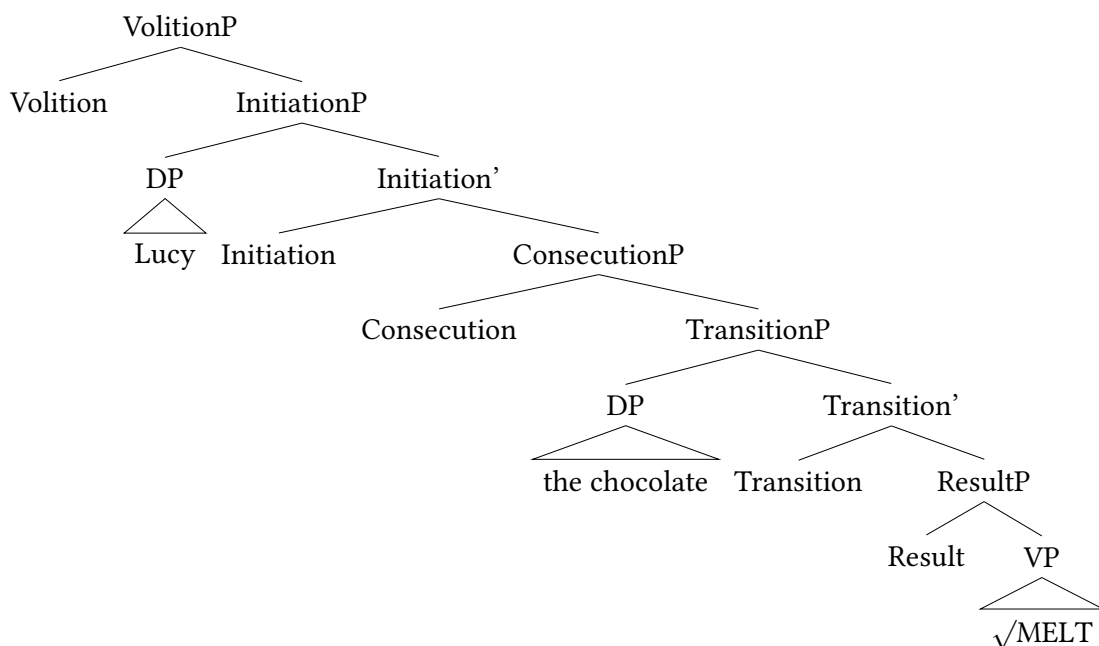 VolitionP
Volition InitiationP
DP Initiation’
Lucy Initiation ConsecutionP
Consecution TransitionP
DP Transition’
the chocolate Transition ResultP
Result VP
√MELT